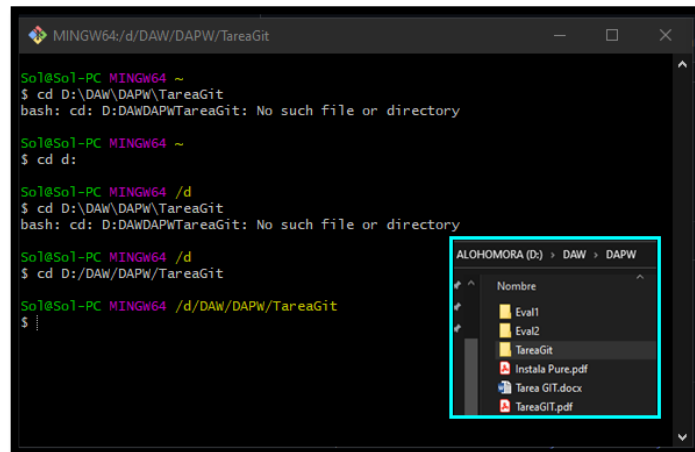 MINGW64:/d/DAW/DAPW/TareaGit
Sol@Sol-PC MINGW64 ~
$ cd D:\DAW\DAPW\TareaGit
bash: cd: D:DAWDAPWTareaGit: No such file or directory
Sol@Sol-PC MINGW64 ~
$ cd d:
Sol@Sol-PC MINGW64 /d
$ cd D:\DAW\DAPW\TareaGit
bash: cd: D:DAWDAPWTareaGit: No such file or directory
Sol@Sol-PC MINGW64 /d
$ cd D:/DAW/DAPW/TareaGit
Sol@Sol-PC MINGW64 /d/DAW/DAPW/TareaGit
$
ALOHOMORA (D:) > DAW > DAPW
Nombre
Eval1
Eval2
TareaGit
Instala Pure.pdf
Tarea GIT.docx
TareaGIT.pdf